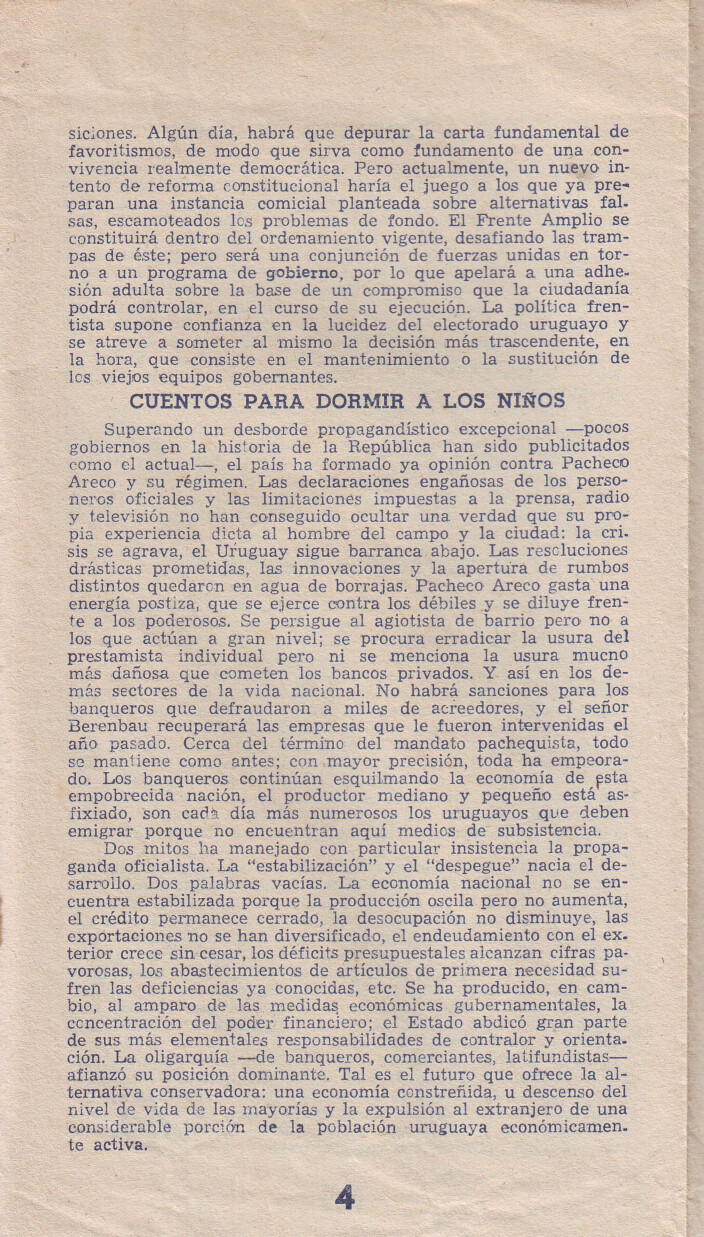 siciones. Algún día, habrá que depurar la carta fundamental de
favoritismos, de modo que sirva como fundamento de una con-
vivencia realmente democrática. Pero actualmente, un nuevo in-
tento de reforma constitucional haría el juego a los que ya pre-
paran una instancia comicial planteada sobre alternativas fal-
sas, escamoteados los problemas de fondo. El Frente Amplio se
constituirá dentro del ordenamiento vigente, desafiando las tram-
pas de éste; pero será una conjunción de fuerzas unidas en tor-
no a un programa de gobierno, por lo que apelará a una adhe-
sión adulta sobre la base de un compromiso que la ciudadanía
podrá controlar, en el curso de su ejecución. La política fren-
tista supone confianza en la lucidez del electorado uruguayo y
se atreve a someter al mismo la decisión más trascendente, en
la hora, que consiste en el mantenimiento o la sustitución de
los viejos equipos gobernantes.
CUENTOS PARA DORMIR A LOS NIÑOS
Superando un desborde propagandístico excepcional —pocos
gobiernos en la historia de la República han sido publicitados
como el actual—, el país ha formado ya opinión contra Pacheco
Areco y su régimen. Las declaraciones engañosas de los perso-
neros oficiales y las limitaciones impuestas a la prensa, radio
y televisión no han conseguido ocultar una verdad que su pro-
pia experiencia dicta al hombre del campo y la ciudad: la cri-
sis se agrava, el Uruguay sigue barranca abajo. Las resoluciones
drásticas prometidas, las innovaciones y la apertura de rumbos
distintos quedaron en agua de borrajas. Pacheco Areco gasta una
energía postiza, que se ejerce contra los débiles y se diluye fren-
te a los poderosos. Se persigue al agiotista de barrio pero no a
los que actúan a gran nivel; se procura erradicar la usura del
prestamista individual pero ni se menciona la usura mucno
más dañosa que cometen los bancos privados. Y así en los de-
más sectores de la vida nacional. No habrá sanciones para los
banqueros que defraudaron a miles de acreedores, y el señor
Berenbau recuperará las empresas que le fueron intervenidas el
año pasado. Cerca del término del mandato pachequista, todo
se mantiene como antes; con mayor precisión, toda ha empeora-
do. Los banqueros continúan esquilmando la economía de esta
empobrecida nación, el productor mediano y pequeño está as-
fixiado, son cada día más numerosos los uruguayos que deben
emigrar porque no encuentran aquí medios de subsistencia.
Dos mitos ha manejado con particular insistencia la propa-
ganda oficialista. La "estabilización" y el "despegue" nacia el de-
sarrollo. Dos palabras vacías. La economía nacional no se en-
cuentra estabilizada porque la producción oscila pero no aumenta,
el crédito permanece cerrado, la desocupación no disminuye, las
exportaciones no se han diversificado, el endeudamiento con el ex-
terior crece sin cesar, los déficits presupuestales alcanzan cifras pa-
vorosas, los abastecimientos de artículos de primera necesidad su-
fren las deficiencias ya conocidas, etc. Se ha producido, en cam-
bio, al amparo de las medidas económicas gubernamentales, la
concentración del poder financiero; el Estado abdicó gran parte
de sus más elementales responsabilidades de contralor y orienta-
ción. La oligarquía —de banqueros, comerciantes, latifundistas—
afianzó su posición dominante. Tal es el futuro que ofrece la al-
ternativa conservadora: una economía constreñida, u descenso del
nivel de vida de las mayorías y la expulsión al extranjero de una
considerable porción de la población uruguaya económicamen-
te activa.
4